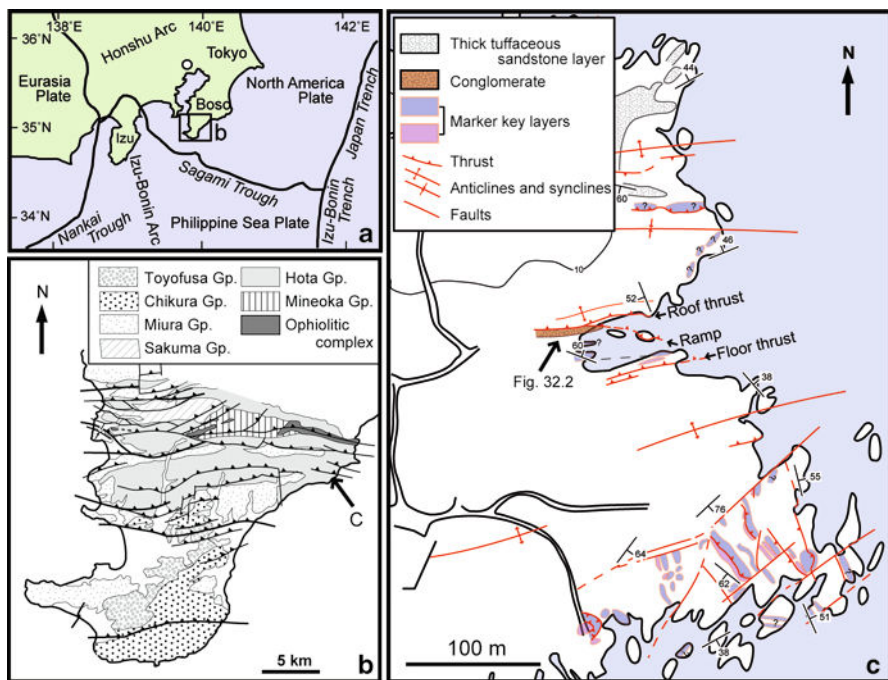 138˚E
140˚E
142˚E
36˚N
35˚N
34˚N
Honshu Arc
Tokyo
Eurasia
Plate
North America
Plate
Boso
b
Izu
Japan Trench
Sagami Trough
Nankai
Trough
Izu-Bonin Arc
Philippine Sea Plate
Izu-Bonin
Trench
a
N
Toyofusa Gp.
Chikura Gp.
Miura Gp.
Sakuma Gp.
Hota Gp.
Mineoka Gp.
Ophiolitic
complex
C
5 km
b
Thick tuffaceous
sandstone layer
Conglomerate
Marker key layers
Thrust
Anticlines and synclines
Faults
N
44
60
?
?
?
?
46
10
52
Roof thrust
Ramp
60
?
Floor thrust
Fig. 32.2
38
55
76
64
62
51
?
38
100 m
c